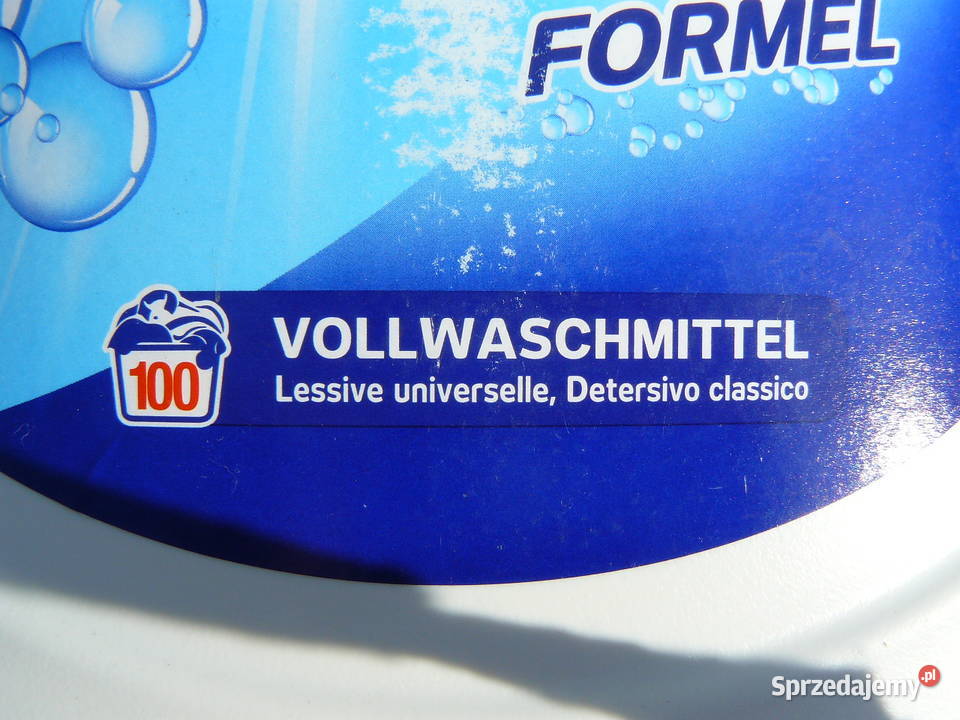 FORMEL
100
VOLLWASCHMITTEL
Lessive universelle, Detersivo classico
Sprzedajemy.pl